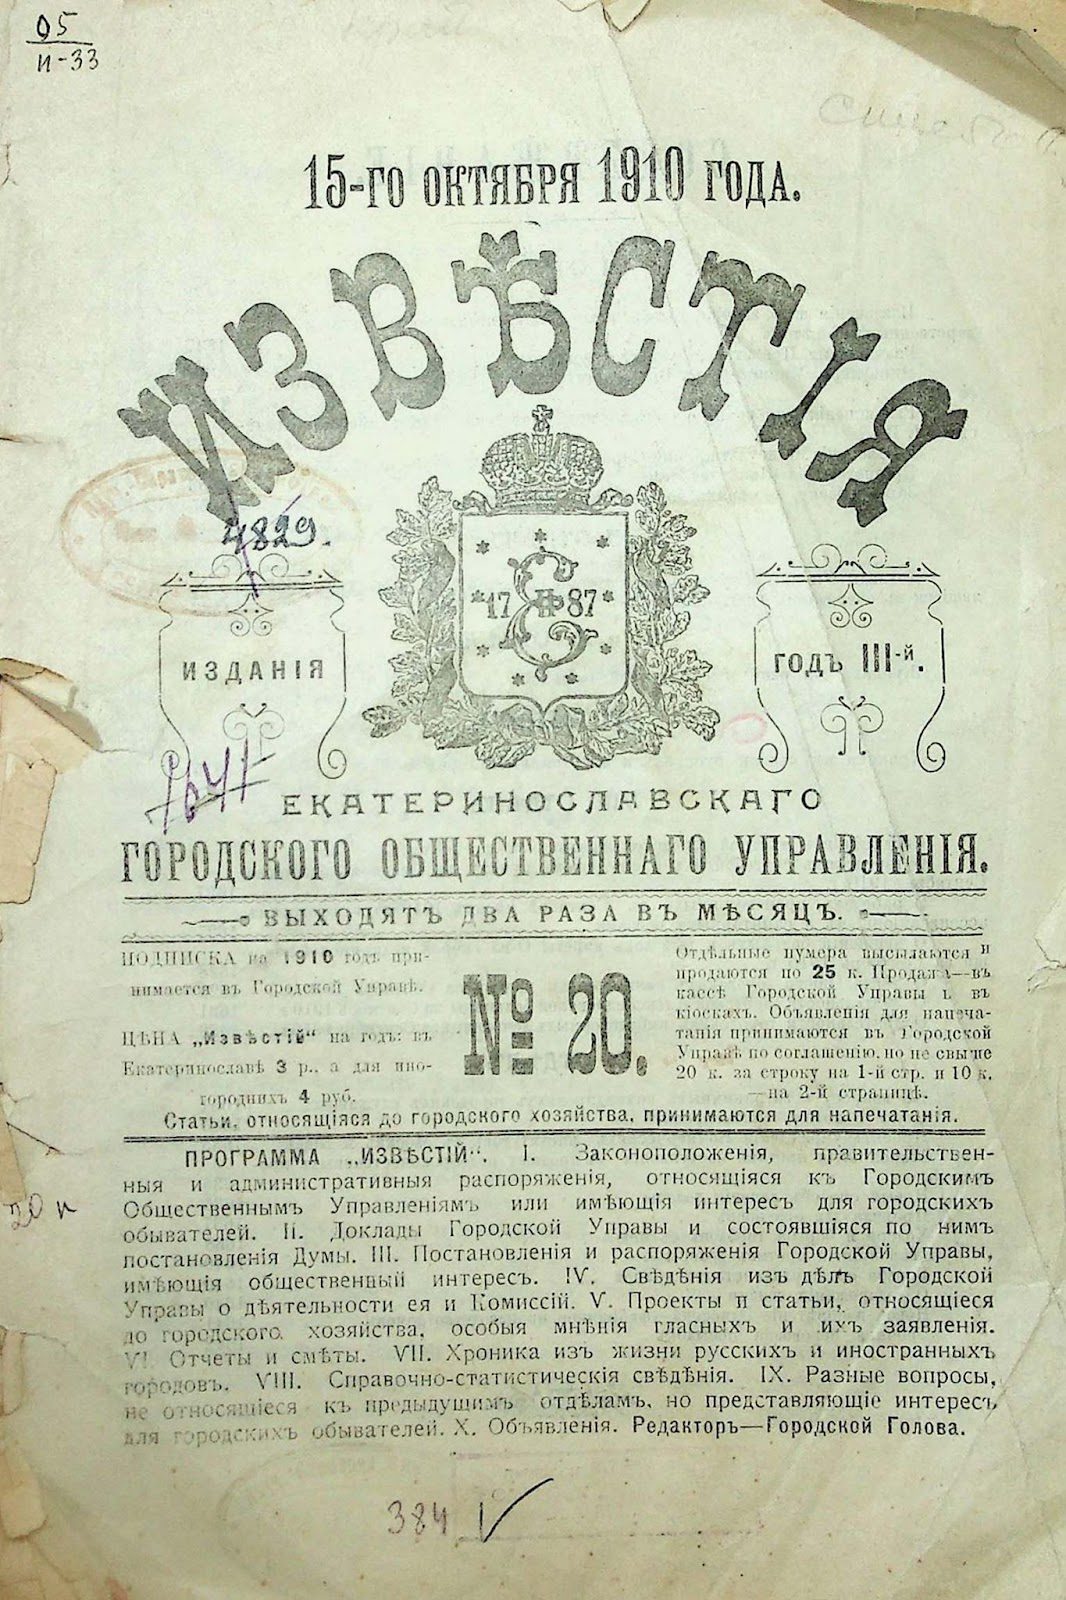 05
И-33
15-го октября 1910 года.
ИЗВѢСТІЯ
4829.
17 Е II 87
ИЗДАНІЯ
ГОДЪ III-й.
ЕКАТЕРИНОСЛАВСКАГО
ГОРОДСКОГО ОБЩЕСТВЕННАГО УПРАВЛЕНІЯ.
ВЫХОДЯТЪ ДВА РАЗА ВЪ МѢСЯЦЪ.
ПОДПИСКА на 1910 годъ при-
нимается въ Городской Управѣ.
ЦѢНА „Извѣстій“ на годъ: въ
Екатеринославѣ 3 р., а для ино-
городнихъ 4 руб.
№ 20.
Отдѣльные нумера высылаются и
продаются по 25 к. Продажа—въ
кассѣ Городской Управы и въ
кіоскахъ. Объявленія для напеча-
танія принимаются въ Городской
Управѣ по соглашенію, но не свыше
20 к. за строку на 1-й стр. и 10 к.
—на 2-й страницѣ.
Статьи, относящіяся до городского хозяйства, принимаются для напечатанія.
ПРОГРАММА „ИЗВѢСТІЙ“. I. Законоположенія, правительствен-
ныя и административныя распоряженія, относящіяся къ Городскимъ
Общественнымъ Управленіямъ или имѣющія интересъ для городскихъ
обывателей. II. Доклады Городской Управы и состоявшіяся по нимъ
постановленія Думы. III. Постановленія и распоряженія Городской Управы,
имѣющія общественный интересъ. IV. Свѣдѣнія изъ дѣлъ Городской
Управы о дѣятельности ея и Комиссій. V. Проекты и статьи, относящіеся
до городского хозяйства, особыя мнѣнія гласныхъ и ихъ заявленія.
VI. Отчеты и смѣты. VII. Хроника изъ жизни русскихъ и иностранныхъ
городовъ. VIII. Справочно-статистическія свѣдѣнія. IX. Разные вопросы,
не относящіеся къ предыдущимъ отдѣламъ, но представляющіе интересъ
для городскихъ обывателей. X. Объявленія. Редакторъ—Городской Голова.
20 к
384